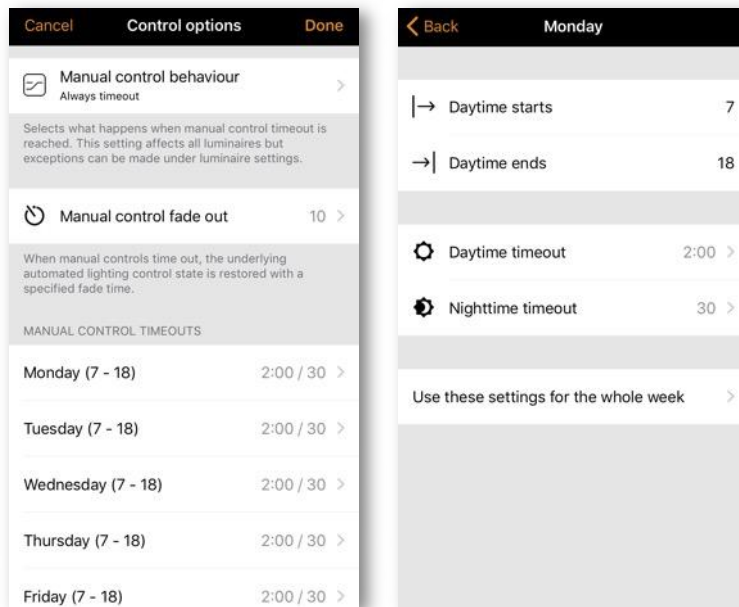 Cancel Control options Done
Manual control behaviour
Always timeout
Selects what happens when manual control timeout is
reached. This setting affects all luminaires but
exceptions can be made under luminaire settings.
Manual control fade out 10
When manual controls time out, the underlying
automated lighting control state is restored with a
specified fade time.
MANUAL CONTROL TIMEOUTS
Monday (7 - 18) 2:00 / 30
Tuesday (7 - 18) 2:00 / 30
Wednesday (7 - 18) 2:00 / 30
Thursday (7 - 18) 2:00 / 30
Friday (7 - 18) 2:00 / 30
Back Monday
Daytime starts 7
Daytime ends 18
Daytime timeout 2:00
Nighttime timeout 30
Use these settings for the whole week